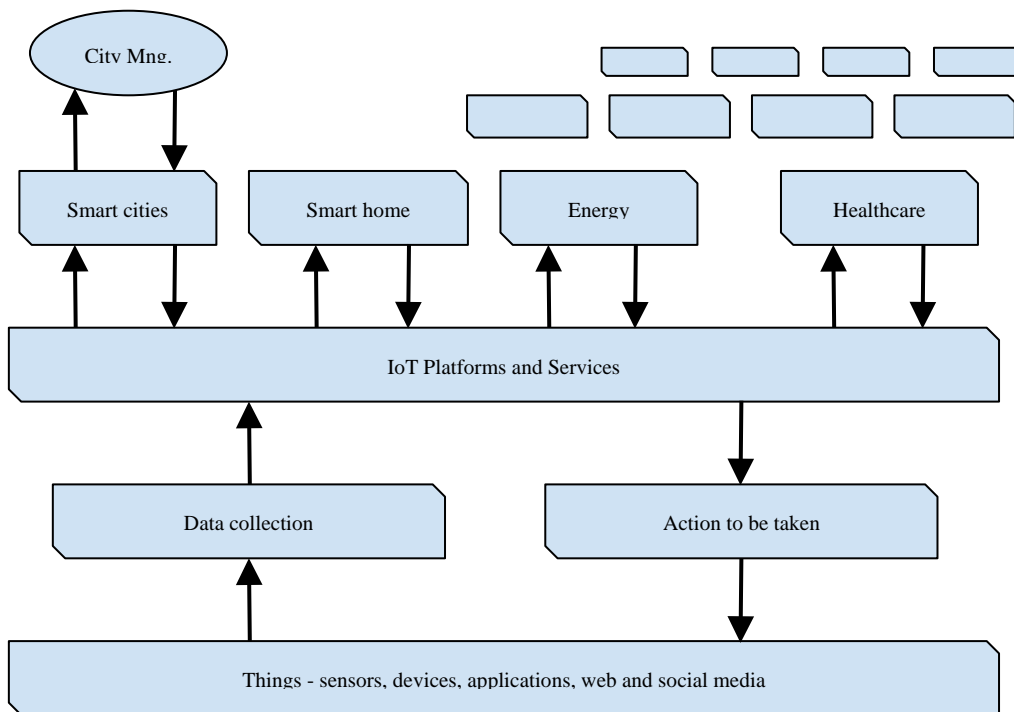 City Mng.
Smart cities
Smart home
Energy
Healthcare
IoT Platforms and Services
Data collection
Action to be taken
Things - sensors, devices, applications, web and social media